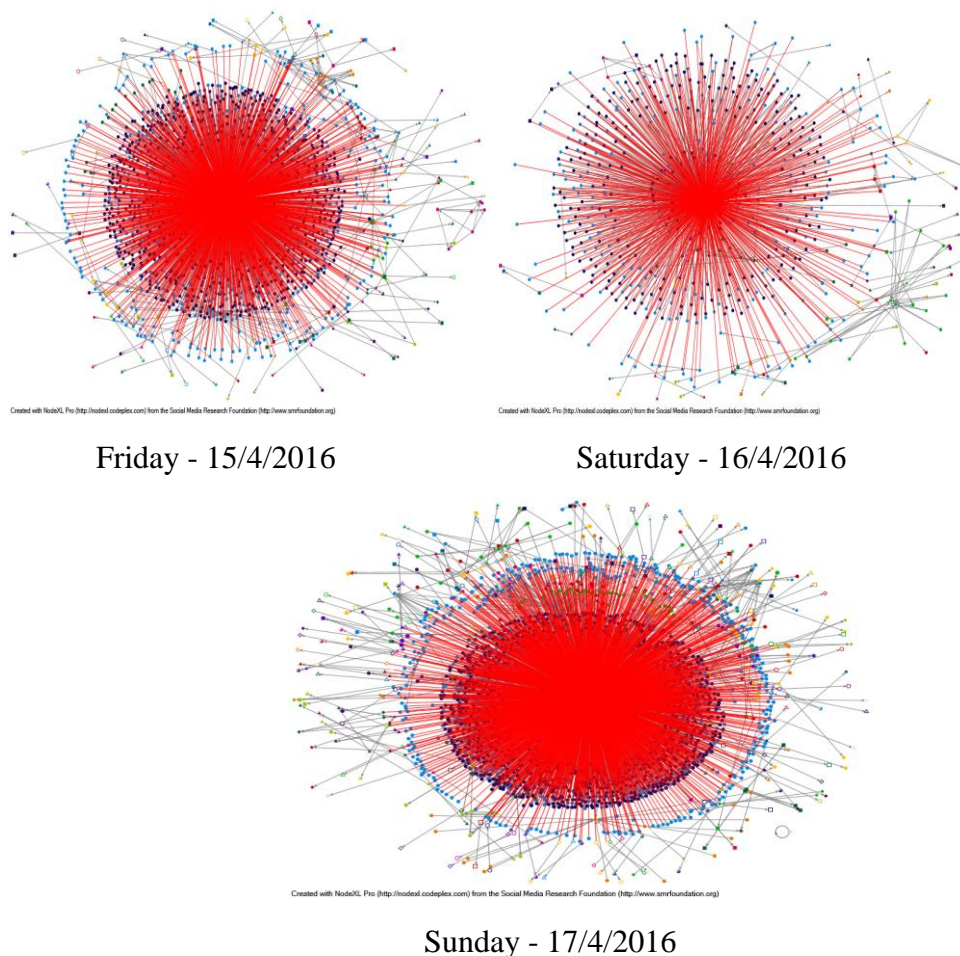 Created with NodeXL Pro (http://nodexl.codeplex.com) from the Social Media Research Foundation (http://www.smrfoundation.org)
Created with NodeXL Pro (http://nodexl.codeplex.com) from the Social Media Research Foundation (http://www.smrfoundation.org)
Friday - 15/4/2016
Saturday - 16/4/2016
Created with NodeXL Pro (http://nodexl.codeplex.com) from the Social Media Research Foundation (http://www.smrfoundation.org)
Sunday - 17/4/2016